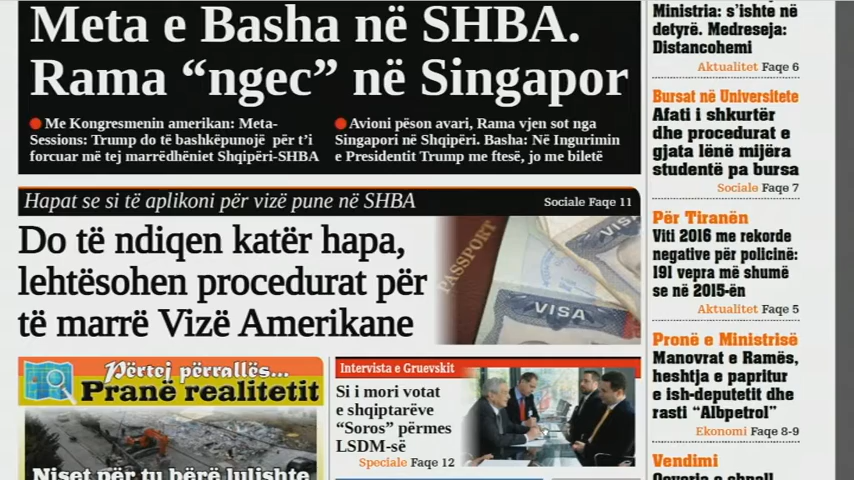 Meta e Basha në SHBA.
Rama “ngec” në Singapor
Me Kongresmenin amerikan: Meta-
Sessions: Trump do të bashkëpunojë për t’i
forcuar më tej marrëdhëniet Shqipëri-SHBA
Avioni pëson avari, Rama vjen sot nga
Singapori në Shqipëri. Basha: Në Ingurimin
e Presidentit Trump me ftesë, jo me biletë
Hapat se si të aplikoni për vizë pune në SHBA
Sociale Faqe 11
Do të ndiqen katër hapa,
lehtësohen procedurat për
të marrë Vizë Amerikane
PASSPORT
VISA
VISA
Përtej përrallës...
Pranë realitetit
Niset për tu bërë lulishte
Intervista e Gruevskit
Si i mori votat
e shqiptarëve
“Soros” përmes
LSDM-së
Speciale Faqe 12
Ministria: s’ishte në
detyrë. Medreseja:
Distancohemi
Aktualitet Faqe 6
Bursat në Universitete
Afati i shkurtër
dhe procedurat e
gjata lënë mijëra
studentë pa bursa
Sociale Faqe 7
Për Tiranën
Viti 2016 me rekorde
negative për policinë:
191 vepra më shumë
se në 2015-ën
Aktualitet Faqe 5
Pronë e Ministrisë
Manovrat e Ramës,
heshtja e papritur
e ish-deputetit dhe
rasti “Albpetrol”
Ekonomi Faqe 8-9
Vendimi